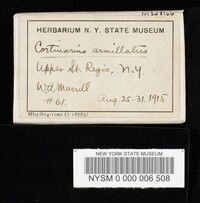 HERBARIUM N. Y. STATE MUSEUM
Cortinarius armillatus
Upper St. Regis, N.Y.
W.A. Murrill
# 61. Aug. 25-31. 1915
NEW YORK STATE MUSEUM
NYSM 0 000 006 508